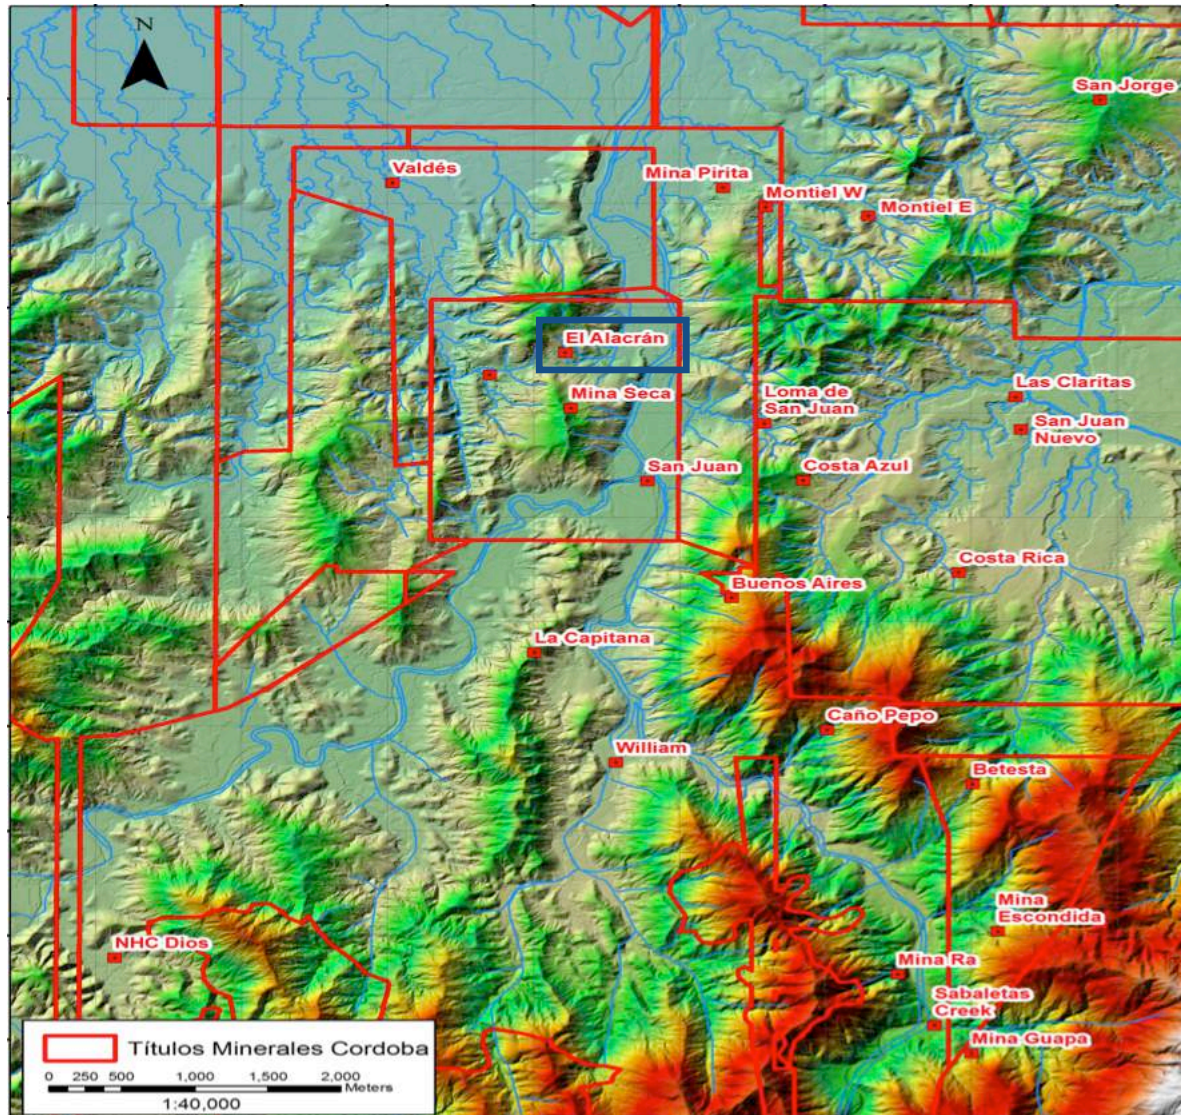 N
San Jorge
Valdés
Mina Pirita
Montiel W
Montiel E
El Alacrán
Mina Seca
Loma de
San Juan
Las Claritas
San Juan
Nuevo
San Juan
Costa Azul
Costa Rica
Buenos Aires
La Capitana
Caño Pepo
William
Betesta
Mina
Escondida
NHC Dios
Mina Ra
Sabaletas
Creek
Mina Guapa
Títulos Minerales Cordoba
0 250 500 1,000 1,500 2,000
Meters
1:40,000